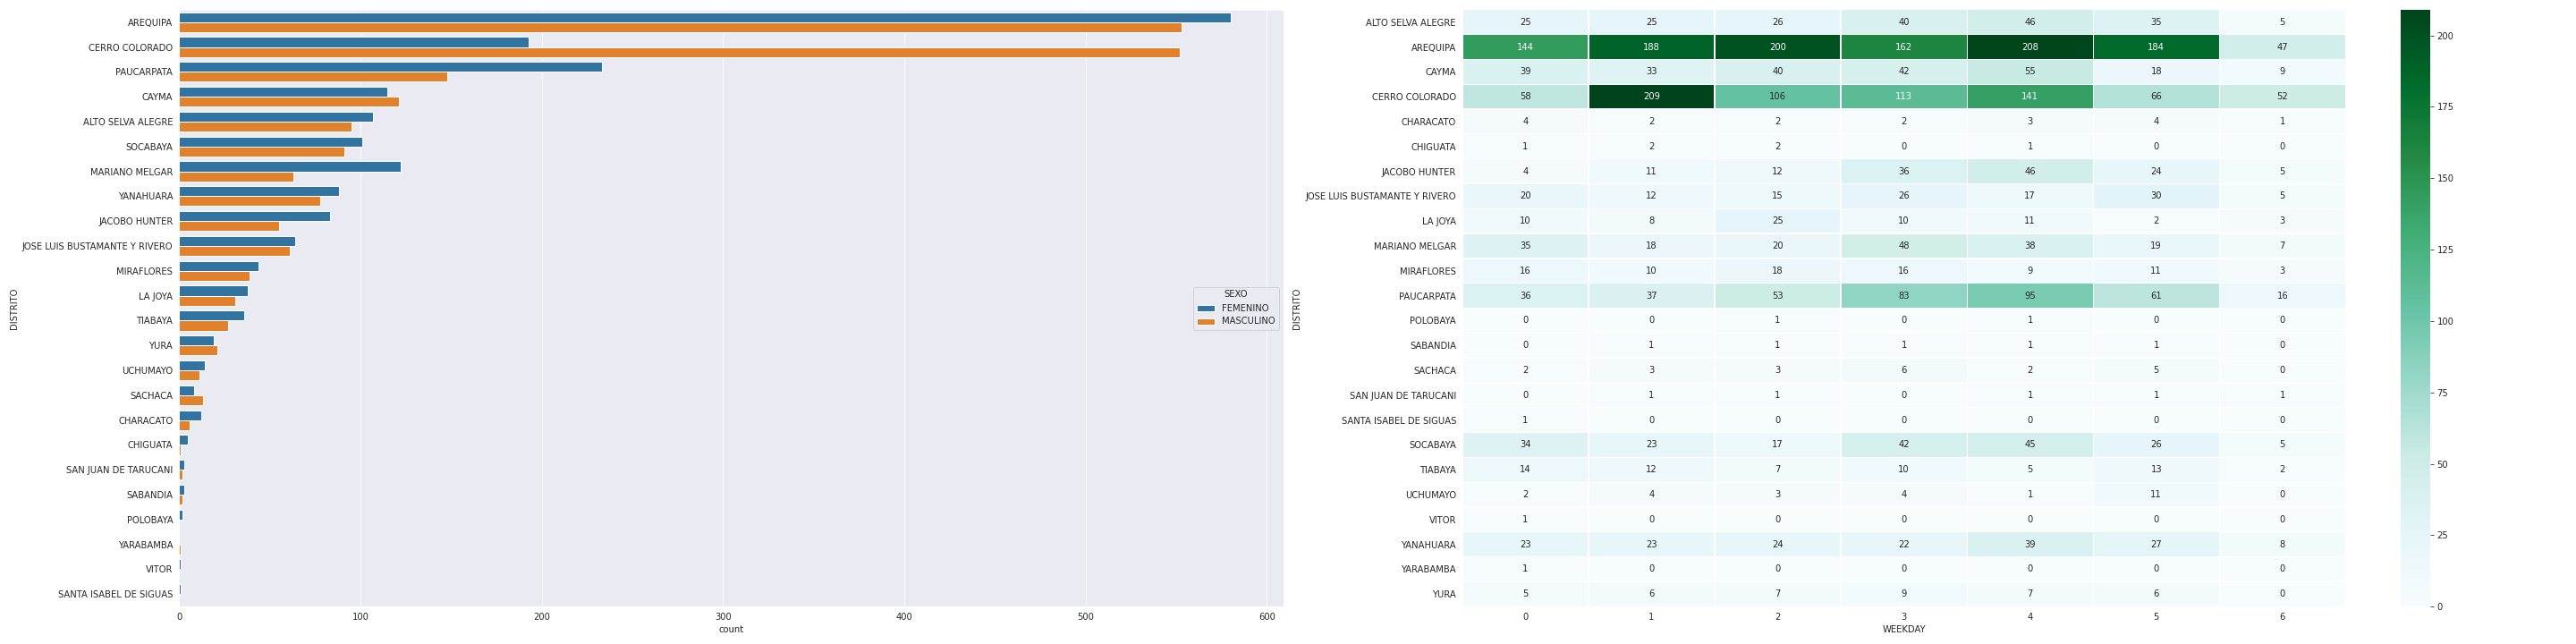 AREQUIPA
CERRO COLORADO
PAUCARPATA
CAYMA
ALTO SELVA ALEGRE
SOCABAYA
MARIANO MELGAR
YANAHUARA
JACOBO HUNTER
JOSE LUIS BUSTAMANTE Y RIVERO
MIRAFLORES
LA JOYA
TIABAYA
YURA
UCHUMAYO
SACHACA
CHARACATO
CHIGUATA
SAN JUAN DE TARUCANI
SABANDIA
POLOBAYA
YARABAMBA
VITOR
SANTA ISABEL DE SIGUAS
DISTRITO
0 100 200 300 400 500 600
count
SEXO
FEMENINO
MASCULINO
DISTRITO
ALTO SELVA ALEGRE 25 25 26 40 46 35 5
AREQUIPA 144 188 200 162 208 184 47
CAYMA 39 33 40 42 55 18 9
CERRO COLORADO 58 209 106 113 141 66 52
CHARACATO 4 2 2 2 3 4 1
CHIGUATA 1 2 2 0 1 0 0
JACOBO HUNTER 4 11 12 36 46 24 5
JOSE LUIS BUSTAMANTE Y RIVERO 20 12 15 26 17 30 5
LA JOYA 10 8 25 10 11 2 3
MARIANO MELGAR 35 18 20 48 38 19 7
MIRAFLORES 16 10 18 16 9 11 3
PAUCARPATA 36 37 53 83 95 61 16
POLOBAYA 0 0 1 0 1 0 0
SABANDIA 0 1 1 1 1 1 0
SACHACA 2 3 3 6 2 5 0
SAN JUAN DE TARUCANI 0 1 1 0 1 1 1
SANTA ISABEL DE SIGUAS 1 0 0 0 0 0 0
SOCABAYA 34 23 17 42 45 26 5
TIABAYA 14 12 7 10 5 13 2
UCHUMAYO 2 4 3 4 1 11 0
VITOR 1 0 0 0 0 0 0
YANAHUARA 23 23 24 22 39 27 8
YARABAMBA 1 0 0 0 0 0 0
YURA 5 6 7 9 7 6 0
0 1 2 3 4 5 6
WEEKDAY
200
175
150
125
100
75
50
25
0